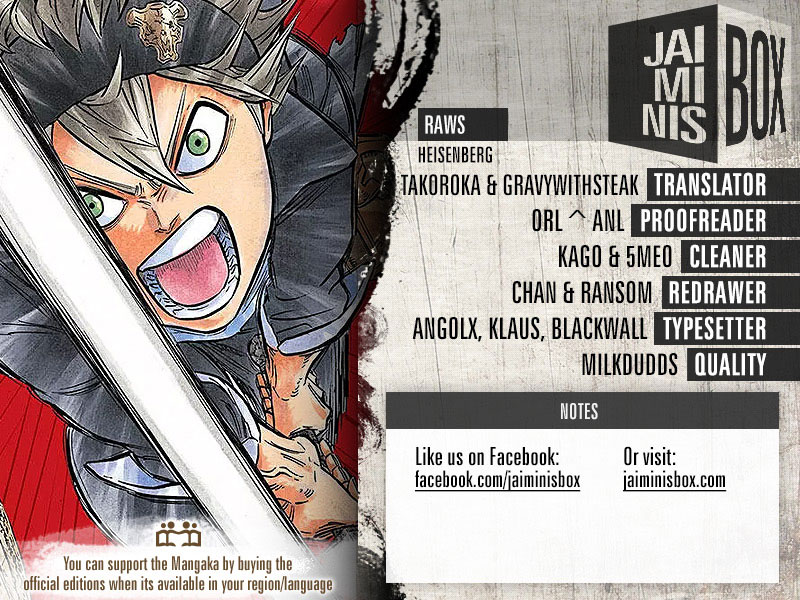 JAI
MI
NIS
BOX
RAWS
HEISENBERG
TAKOROKA & GRAVYWITHSTEAK TRANSLATOR
ORL ^ ANL PROOFREADER
KAGO & 5MEO CLEANER
CHAN & RANSOM REDRAWER
ANGOLX, KLAUS, BLACKWALL TYPESETTER
MILKDUDDS QUALITY
NOTES
Like us on Facebook:
facebook.com/jaiminisbox
Or visit:
jaiminisbox.com
You can support the Mangaka by buying the
official editions when its available in your region/language